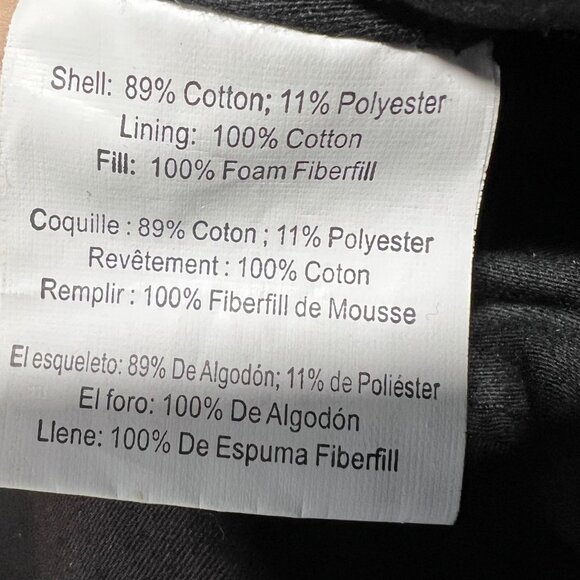 Shell: 89% Cotton; 11% Polyester
Lining: 100% Cotton
Fill: 100% Foam Fiberfill
Coquille : 89% Coton ; 11% Polyester
Revêtement : 100% Coton
Remplir : 100% Fiberfill de Mousse
El esqueleto: 89% De Algodón; 11% de Poliéster
El foro: 100% De Algodón
Llene: 100% De Espuma Fiberfill